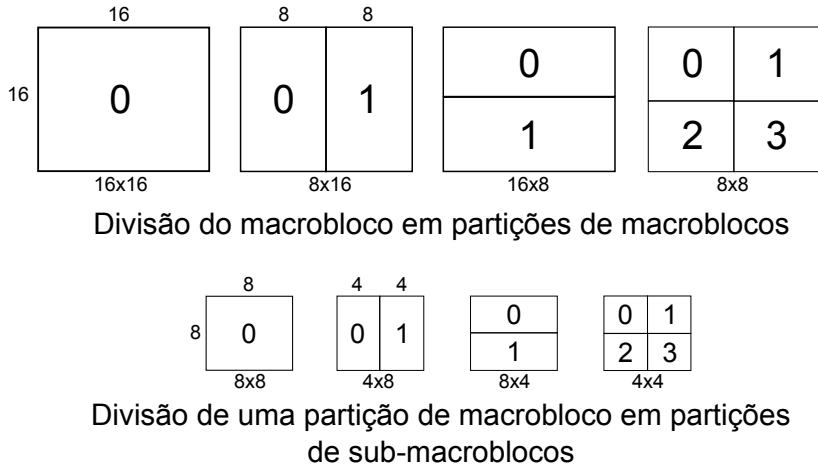 16 8 8
16 0 0 1 0 0 1
1 2 3
16x16 8x16 16x8 8x8
Divisão do macrobloco em partições de macroblocos
8 4 4
8 0 0 1 0 0 1
1 2 3
8x8 4x8 8x4 4x4
Divisão de uma partição de macrobloco em partições
de sub-macroblocos